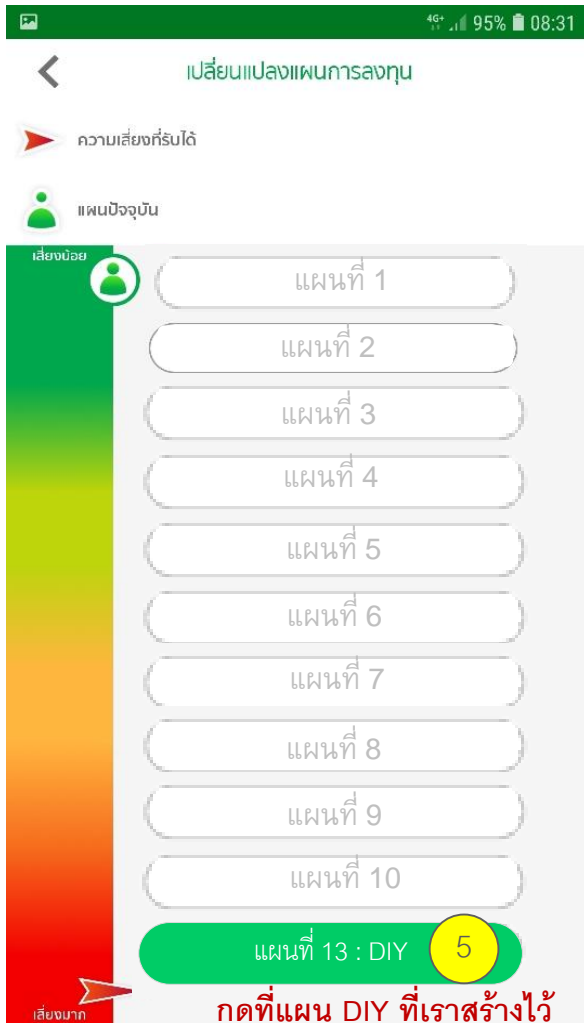 4G+ 95% 08:31
เปลี่ยนแปลงแผนการลงทุน
ความเสี่ยงที่รับได้
แผนปัจจุบัน
เสี่ยงน้อย
แผนที่ 1
แผนที่ 2
แผนที่ 3
แผนที่ 4
แผนที่ 5
แผนที่ 6
แผนที่ 7
แผนที่ 8
แผนที่ 9
แผนที่ 10
แผนที่ 13 : DIY 5
เสี่ยงมาก
กดที่แผน DIY ที่เราสร้างไว้